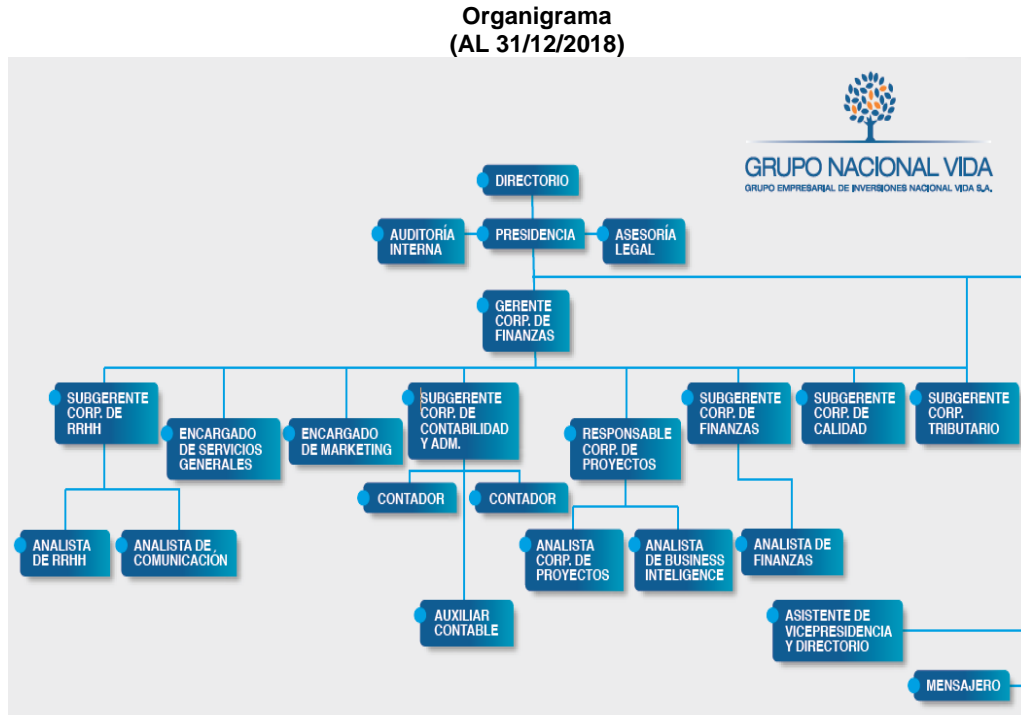 Organigrama
(AL 31/12/2018)
GRUPO NACIONAL VIDA
GRUPO EMPRESARIAL DE INVERSIONES NACIONAL VIDA S.A.
DIRECTORIO
AUDITORÍA
INTERNA
PRESIDENCIA
ASESORÍA
LEGAL
GERENTE
CORP. DE
FINANZAS
SUBGERENTE
CORP. DE
RRHH
ENCARGADO
DE SERVICIOS
GENERALES
ENCARGADO
DE MARKETING
SUBGERENTE
CORP. DE
CONTABILIDAD
Y ADM.
RESPONSABLE
CORP. DE
PROYECTOS
SUBGERENTE
CORP. DE
FINANZAS
SUBGERENTE
CORP. DE
CALIDAD
SUBGERENTE
CORP.
TRIBUTARIO
CONTADOR
CONTADOR
ANALISTA
DE RRHH
ANALISTA DE
COMUNICACIÓN
ANALISTA
CORP. DE
PROYECTOS
ANALISTA
DE BUSINESS
INTELIGENCE
ANALISTA DE
FINANZAS
AUXILIAR
CONTABLE
ASISTENTE DE
VICEPRESIDENCIA
Y DIRECTORIO
MENSAJERO